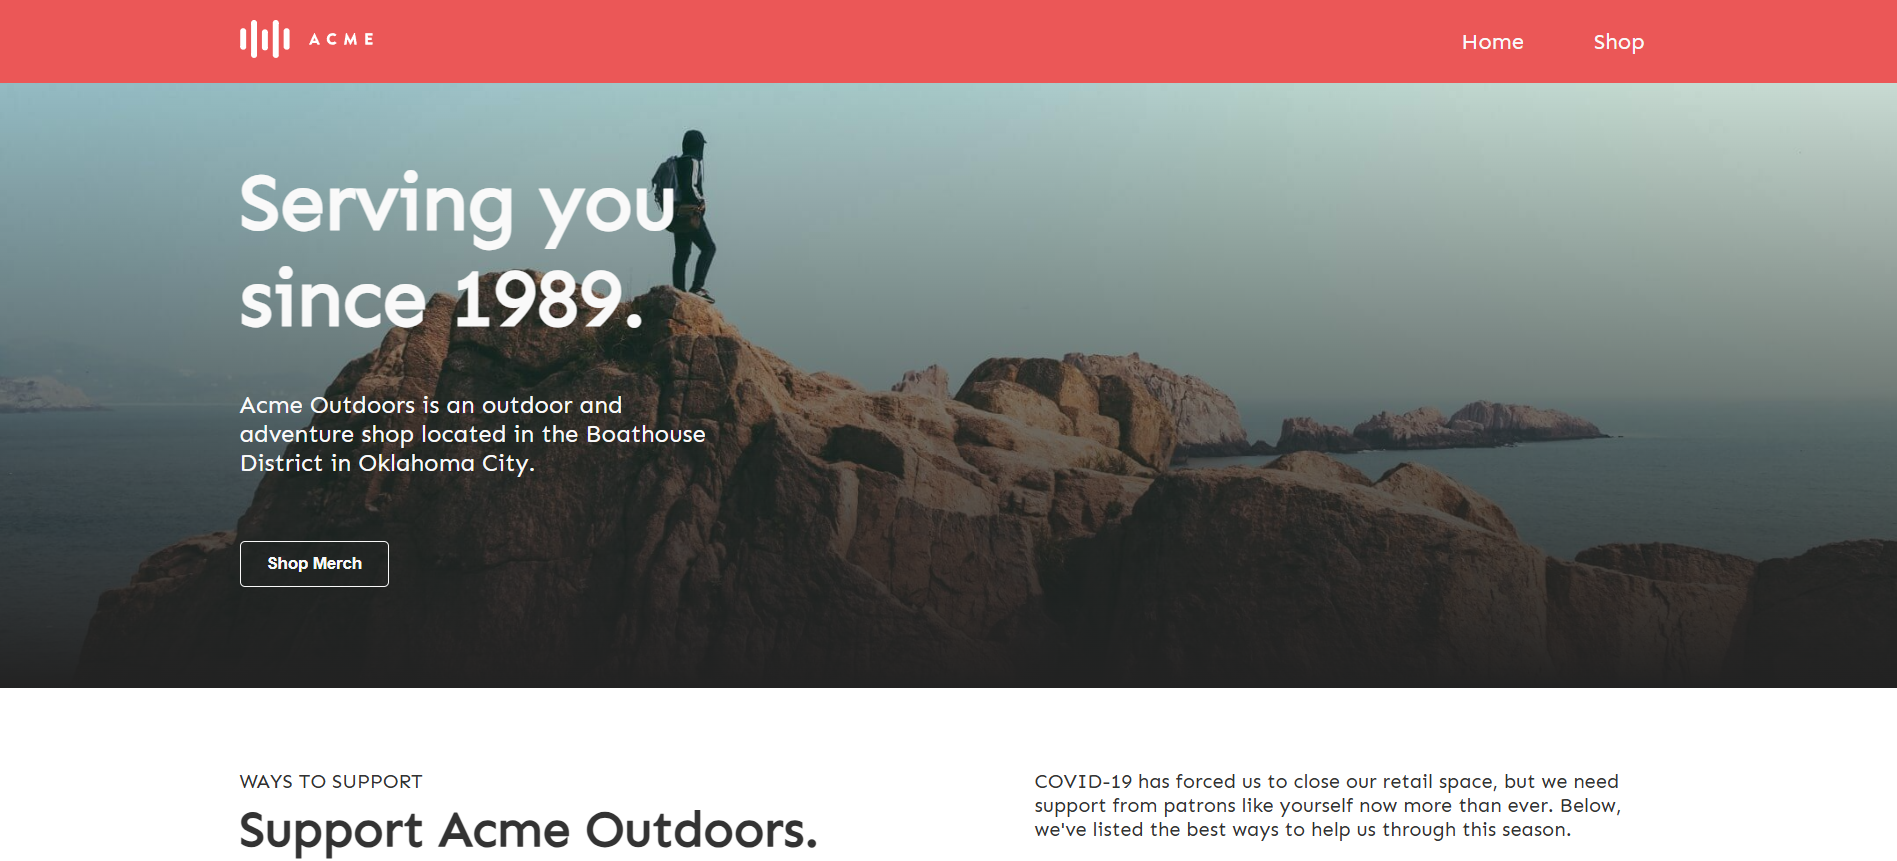 ACME
Home
Shop
Serving you
since 1989.
Acme Outdoors is an outdoor and
adventure shop located in the Boathouse
District in Oklahoma City.
Shop Merch
WAYS TO SUPPORT
Support Acme Outdoors.
COVID-19 has forced us to close our retail space, but we need
support from patrons like yourself now more than ever. Below,
we've listed the best ways to help us through this season.